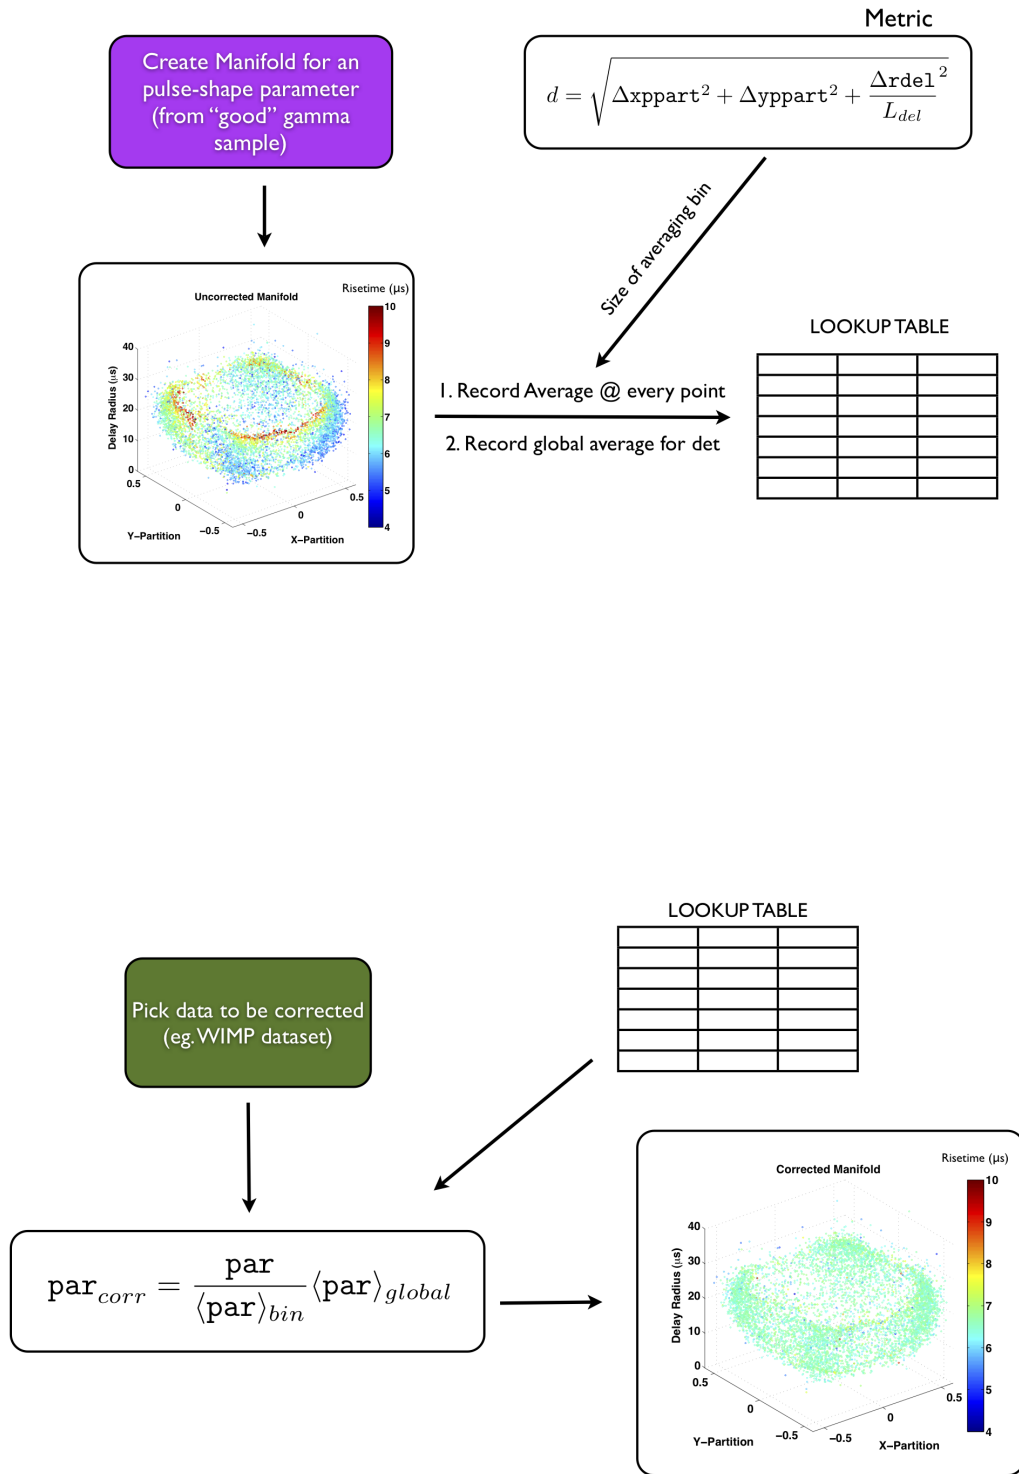 Metric
Create Manifold for an
pulse-shape parameter
(from “good” gamma
sample)
d = √(Δxppart² + Δyppart² + Δrdel²/L_del)
Size of averaging bin
Risetime (μs)
Uncorrected Manifold
10
9
8
7
6
5
4
Delay Radius (μs)
40
30
20
10
0
0.5
0
−0.5
Y−Partition
−0.5
0
0.5
X−Partition
1. Record Average @ every point
2. Record global average for det
LOOKUP TABLE
LOOKUP TABLE
Pick data to be corrected
(eg. WIMP dataset)
par_corr = par/⟨par⟩_bin ⟨par⟩_global
Risetime (μs)
Corrected Manifold
10
9
8
7
6
5
4
Delay Radius (μs)
40
30
20
10
0
0.5
0
−0.5
Y−Partition
−0.5
0
0.5
X−Partition